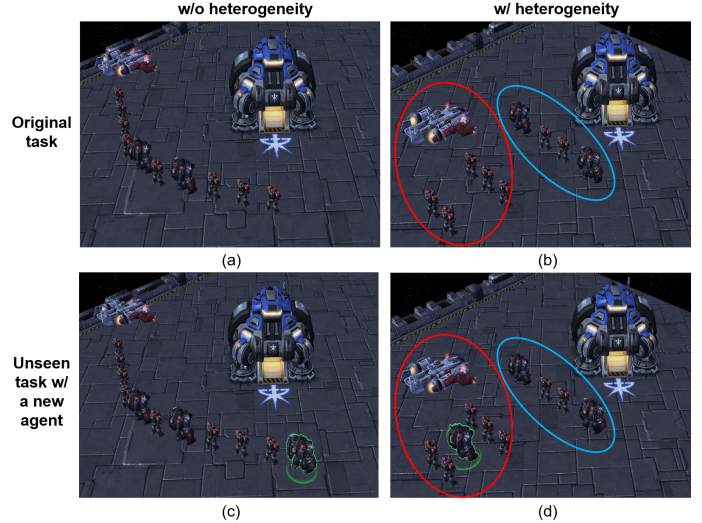 w/o heterogeneity
w/ heterogeneity
Original
task
(a)
(b)
Unseen
task w/
a new
agent
(c)
(d)